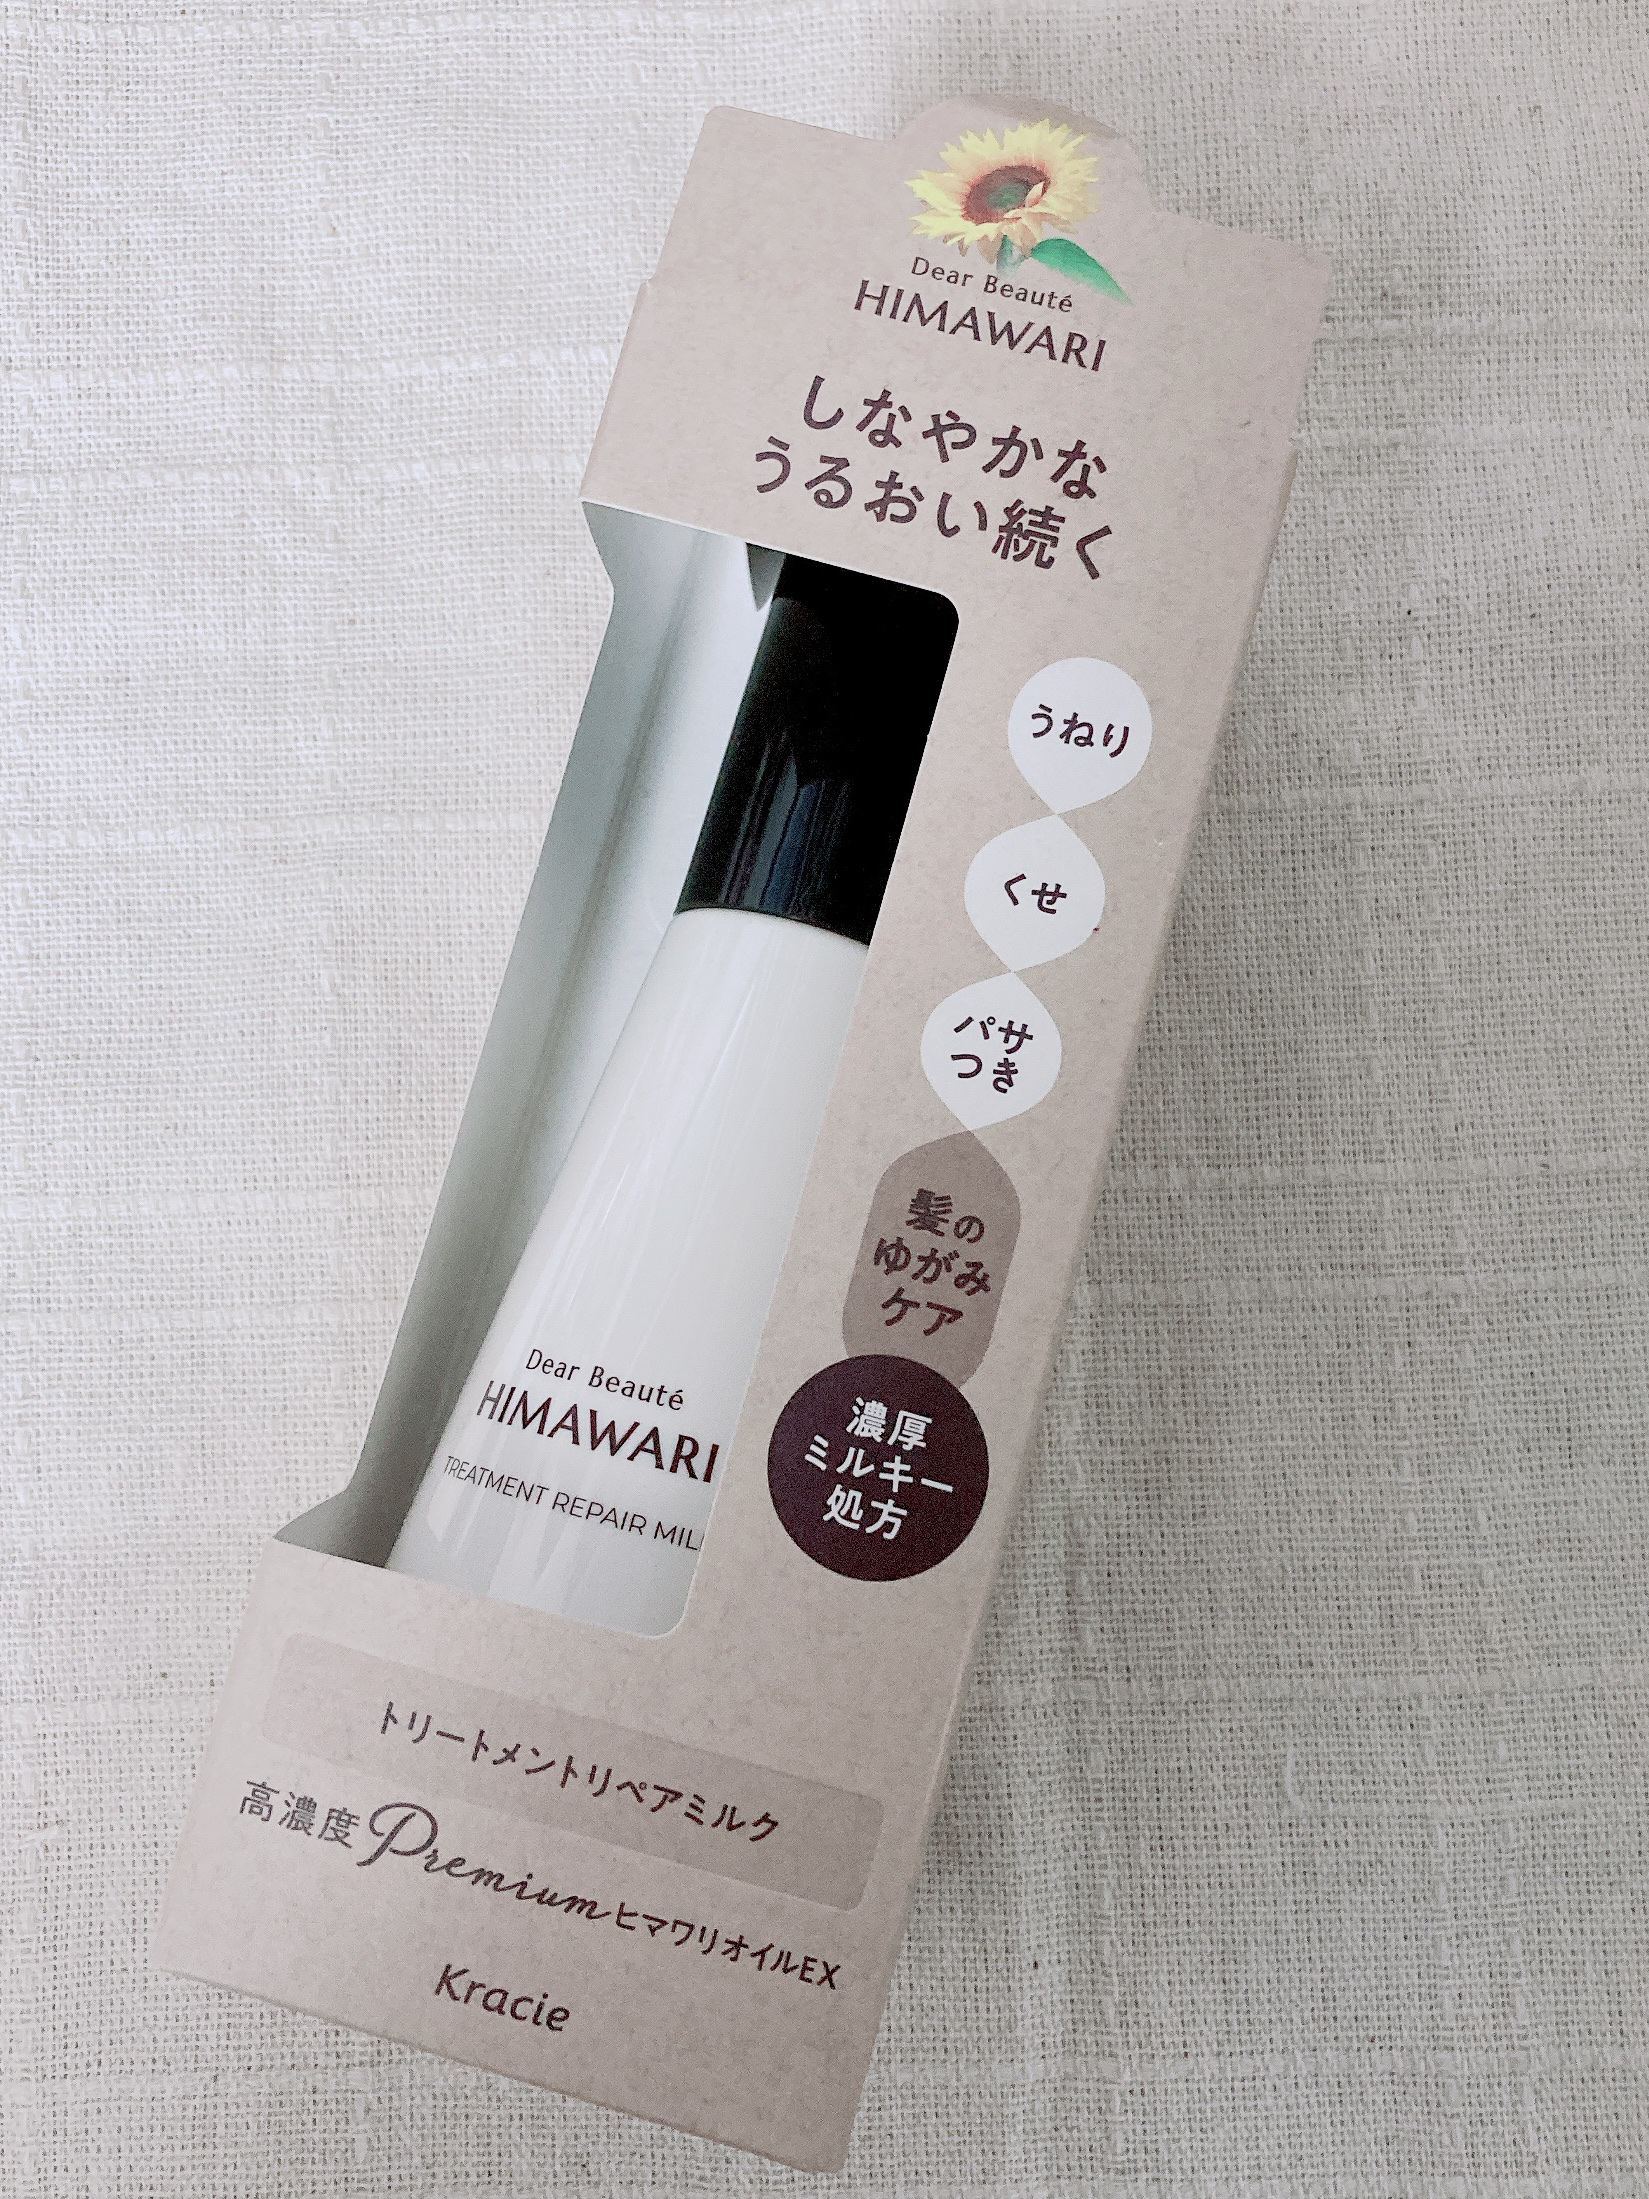 Dear Beauté
HIMAWARI
しなやかな
うるおい続く
うねり
くせ
パサ
つき
髪の
ゆがみ
ケア
濃厚
ミルキー
処方
Dear Beauté
HIMAWARI
TREATMENT REPAIR MIL
トリートメントリペアミルク
高濃度PremiumヒマワリオイルEX
Kracie